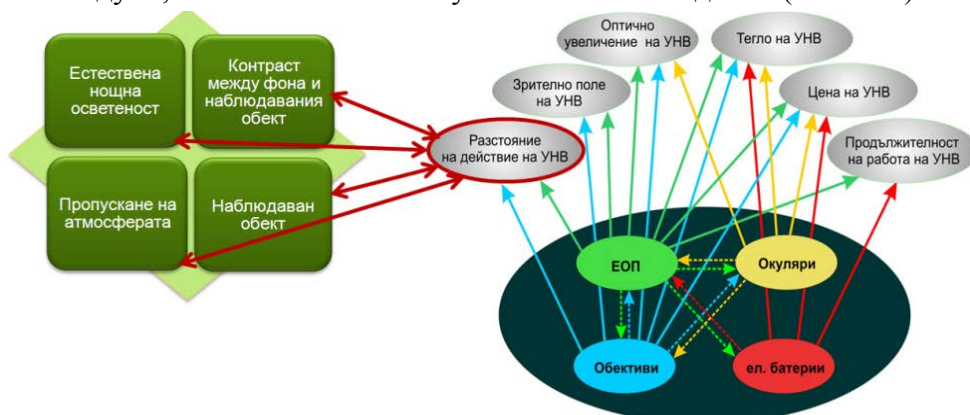 Естествена
нощна
осветеност
Контраст
между фона и
наблюдавания
обект
Пропускане на
атмосферата
Наблюдаван
обект
Оптично
увеличение на УНВ
Тегло на УНВ
Зрително поле
на УНВ
Цена на УНВ
Разстояние
на действие на УНВ
Продължителност
на работа на УНВ
ЕОП
Окуляри
Обективи
ел. батерии